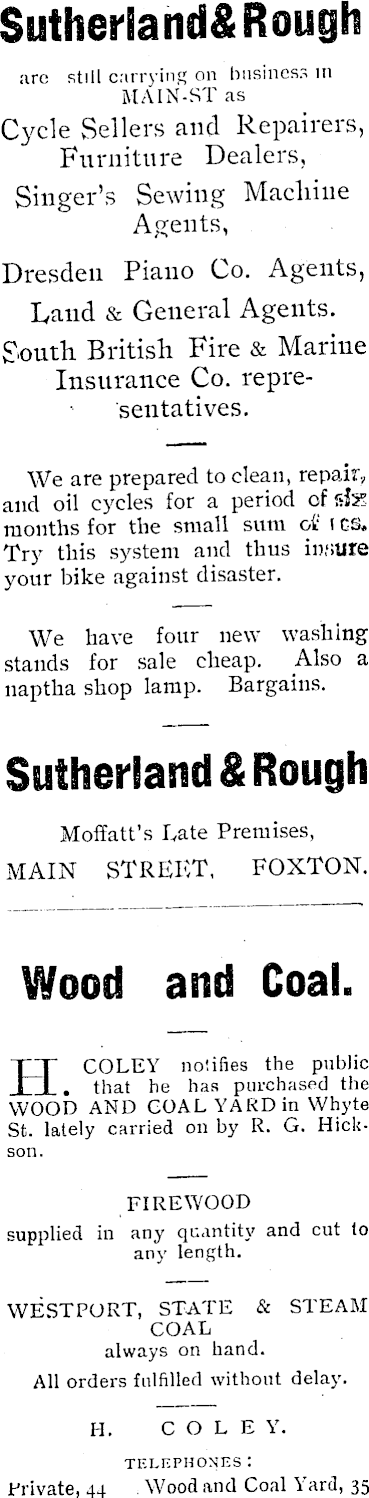 Sutherland & Rough
are still carrying on business in
MAIN-ST as
Cycle Sellers and Repairers,
Furniture Dealers,
Singer's Sewing Machine
Agents,
Dresden Piano Co. Agents,
Land & General Agents.
South British Fire & Marine
Insurance Co. repre-
sentatives.
We are prepared to clean, repair,
and oil cycles for a period of six
months for the small sum of 10s.
Try this system and thus insure
your bike against disaster.
We have four new washing
stands for sale cheap. Also a
naptha shop lamp. Bargains.
Sutherland & Rough
Moffatt's Late Premises,
MAIN STREET, FOXTON.
Wood and Coal.
H. COLEY notifies the public
that he has purchased the
WOOD AND COAL YARD in Whyte
St. lately carried on by R. G. Hick-
son.
FIREWOOD
supplied in any quantity and cut to
any length.
WESTPORT, STATE & STEAM
COAL
always on hand.
All orders fulfilled without delay.
H. COLEY.
TELEPHONES:
Private, 44 Wood and Coal Yard, 35